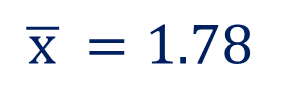 x̅ = 1.78